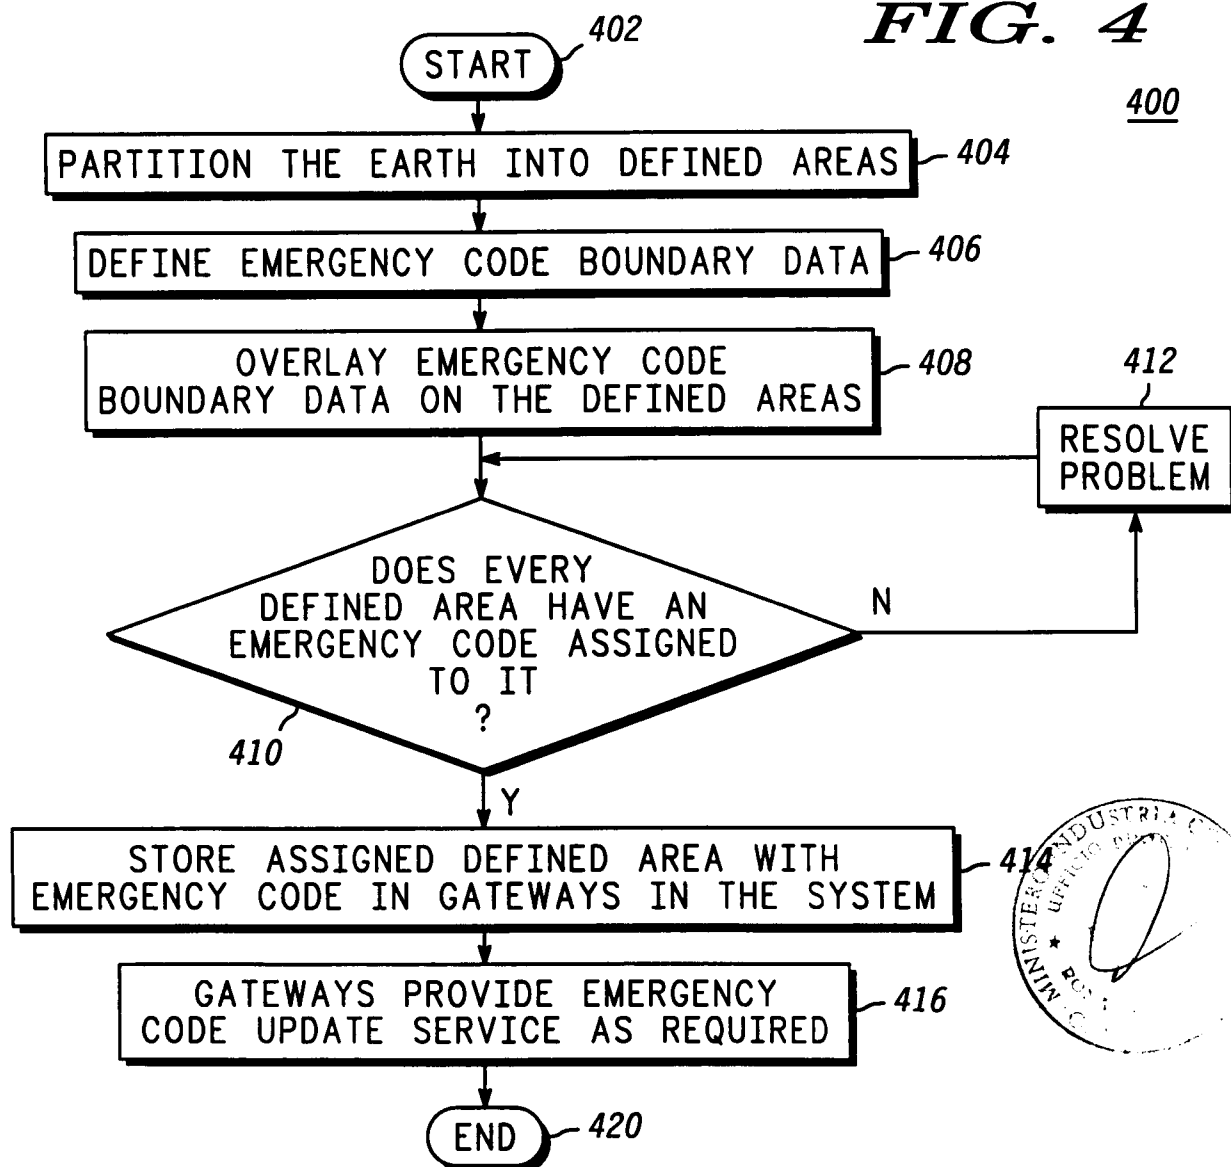 FIG. 4
400
START
402
PARTITION THE EARTH INTO DEFINED AREAS
404
DEFINE EMERGENCY CODE BOUNDARY DATA
406
OVERLAY EMERGENCY CODE
BOUNDARY DATA ON THE DEFINED AREAS
408
412
RESOLVE
PROBLEM
DOES EVERY
DEFINED AREA HAVE AN
EMERGENCY CODE ASSIGNED
TO IT
?
N
410
Y
STORE ASSIGNED DEFINED AREA WITH
EMERGENCY CODE IN GATEWAYS IN THE SYSTEM
414
GATEWAYS PROVIDE EMERGENCY
CODE UPDATE SERVICE AS REQUIRED
416
END
420
INDUSTRIA
UFFICIO